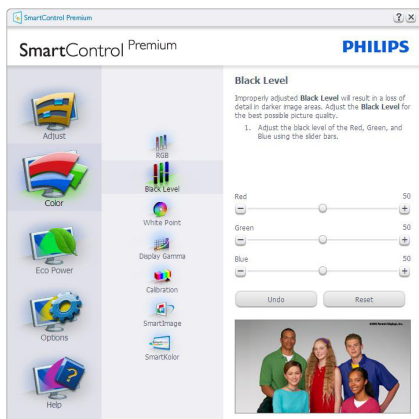 SmartControl Premium
SmartControl Premium
PHILIPS
Adjust
Color
Eco Power
Options
Help
RGB
Black Level
White Point
Display Gamma
Calibration
SmartImage
SmartKolor
Black Level
Improperly adjusted Black Level will result in a loss of
detail in darker image areas. Adjust the Black Level for
the best possible picture quality.
1. Adjust the black level of the Red, Green, and
Blue using the slider bars.
Red 50
Green 50
Blue 50
Undo Reset